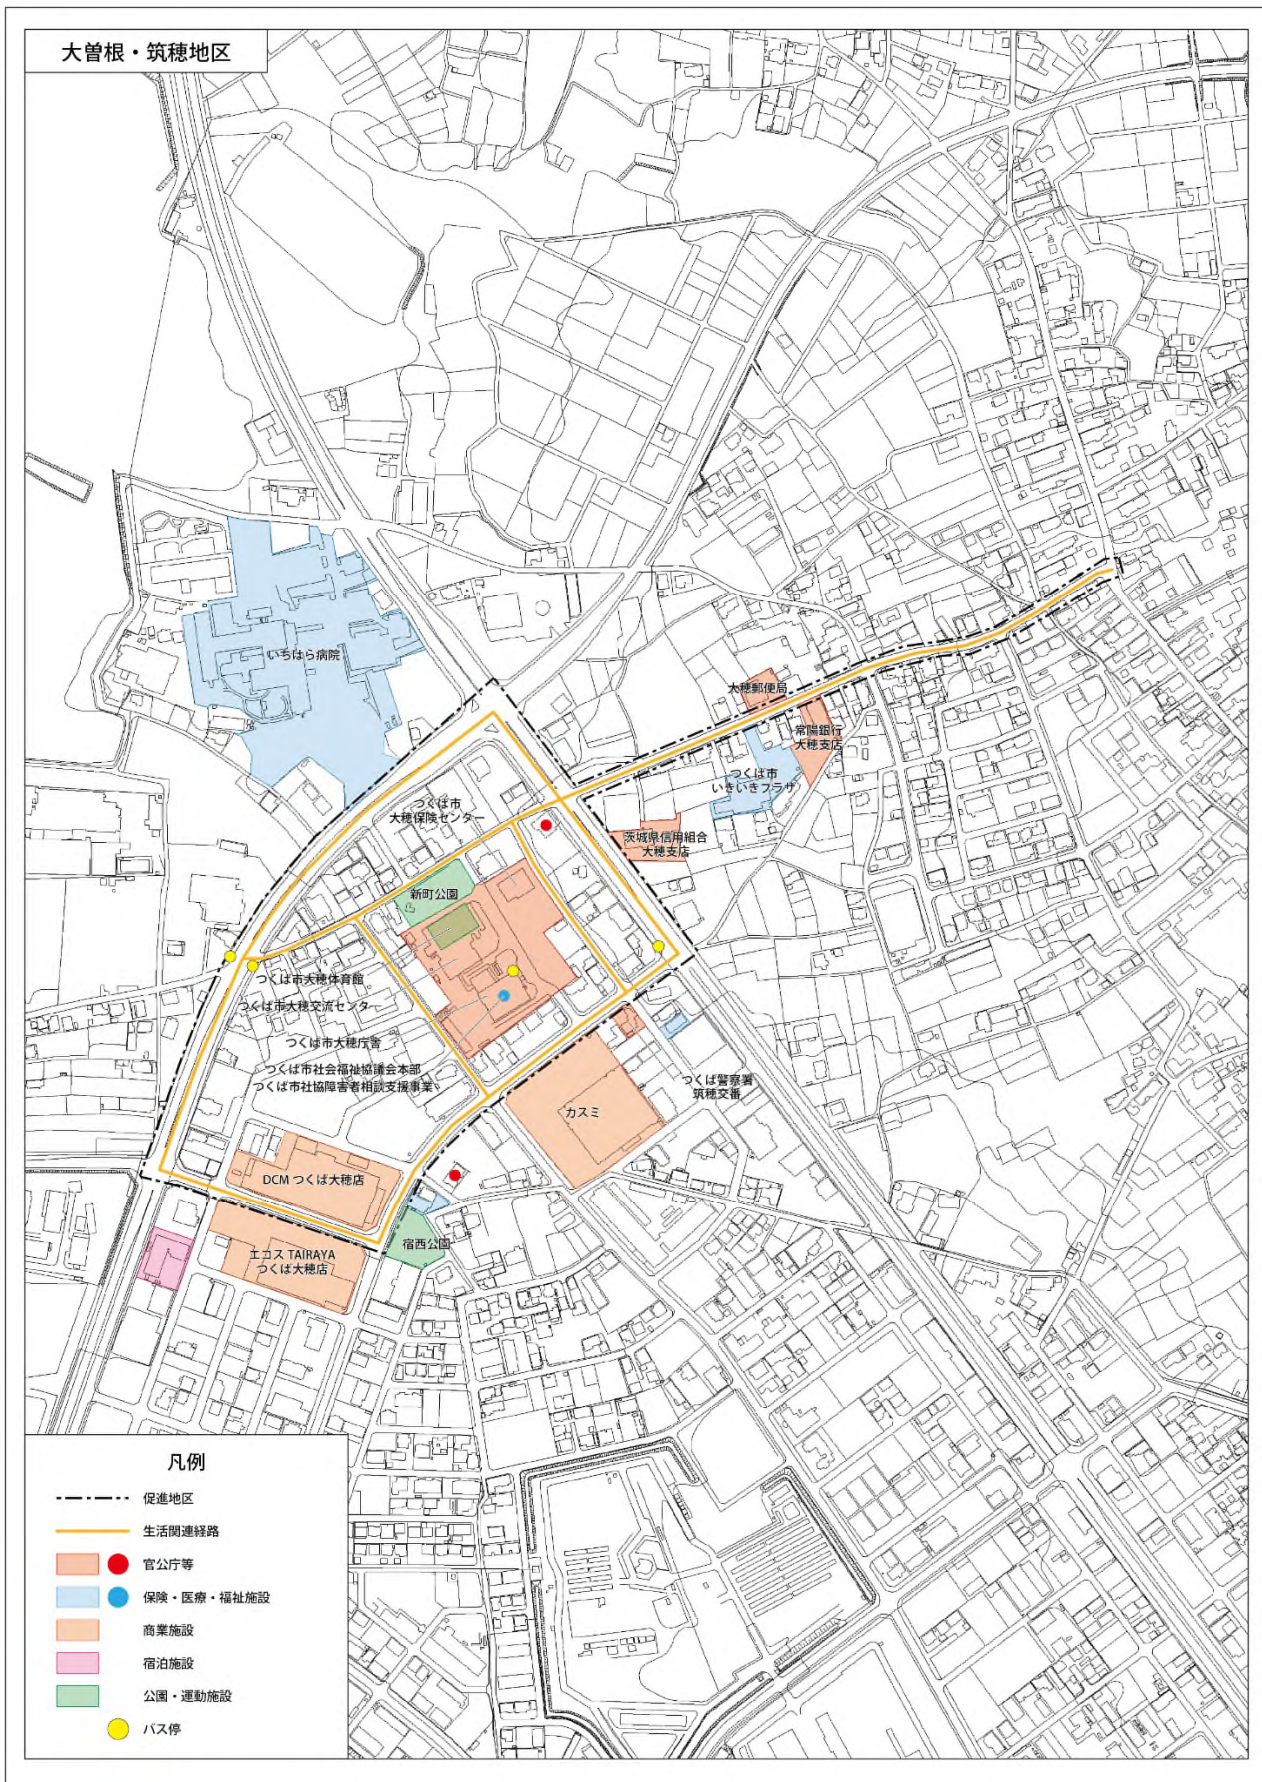 大曽根・筑穂地区
いちはら病院
大穂郵便局
常陽銀行
大穂支店
つくば市
いきいきプラザ
つくば市
大穂保険センター
茨城県信用組合
大穂支店
新町公園
つくば市大穂体育館
つくば市大穂交流センター
つくば市大穂庁舎
つくば市社会福祉協議会本部
つくば市社協障害者相談支援事業
つくば警察署
筑穂交番
カスミ
DCM つくば大穂店
宿西公園
エコス TAIRAYA
つくば大穂店
凡例
促進地区
生活関連経路
官公庁等
保険・医療・福祉施設
商業施設
宿泊施設
公園・運動施設
バス停